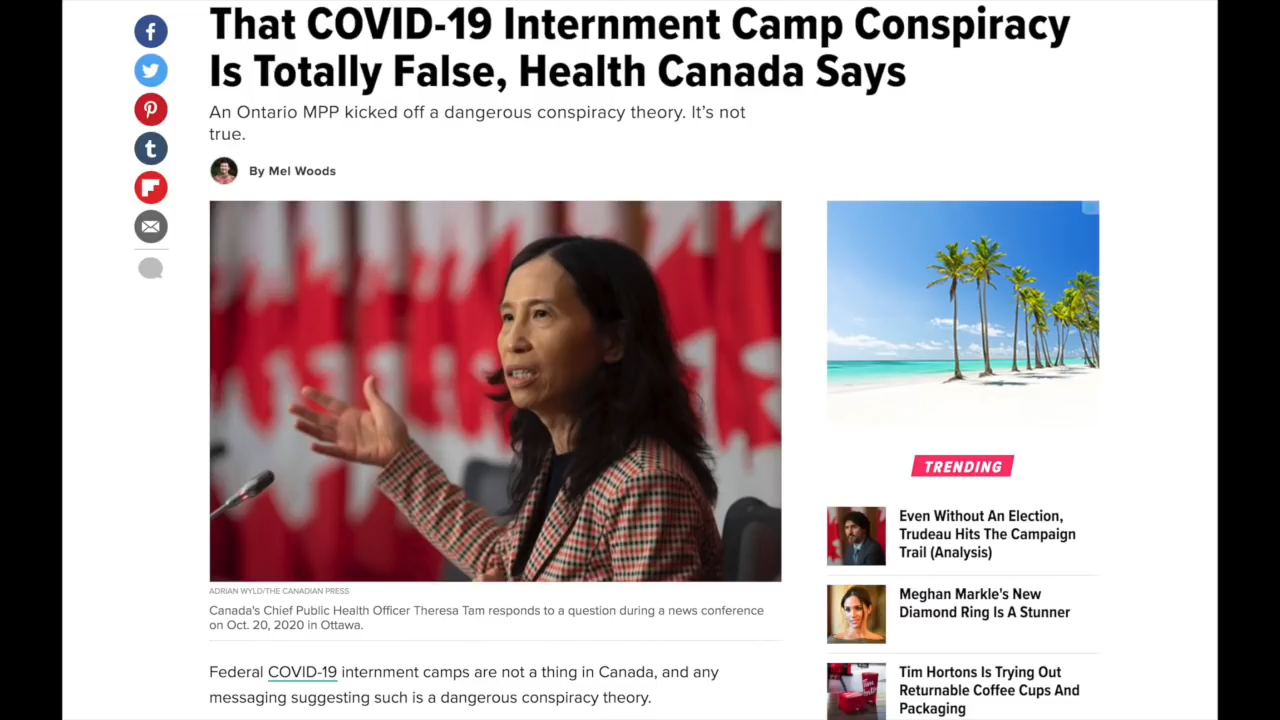 That COVID-19 Internment Camp Conspiracy
Is Totally False, Health Canada Says
An Ontario MPP kicked off a dangerous conspiracy theory. It’s not
true.
By Mel Woods
ADRIAN WYLD/THE CANADIAN PRESS
Canada's Chief Public Health Officer Theresa Tam responds to a question during a news conference
on Oct. 20, 2020 in Ottawa.
Federal COVID-19 internment camps are not a thing in Canada, and any
messaging suggesting such is a dangerous conspiracy theory.
TRENDING
Even Without An Election,
Trudeau Hits The Campaign
Trail (Analysis)
Meghan Markle's New
Diamond Ring Is A Stunner
Tim Hortons Is Trying Out
Returnable Coffee Cups And
Packaging